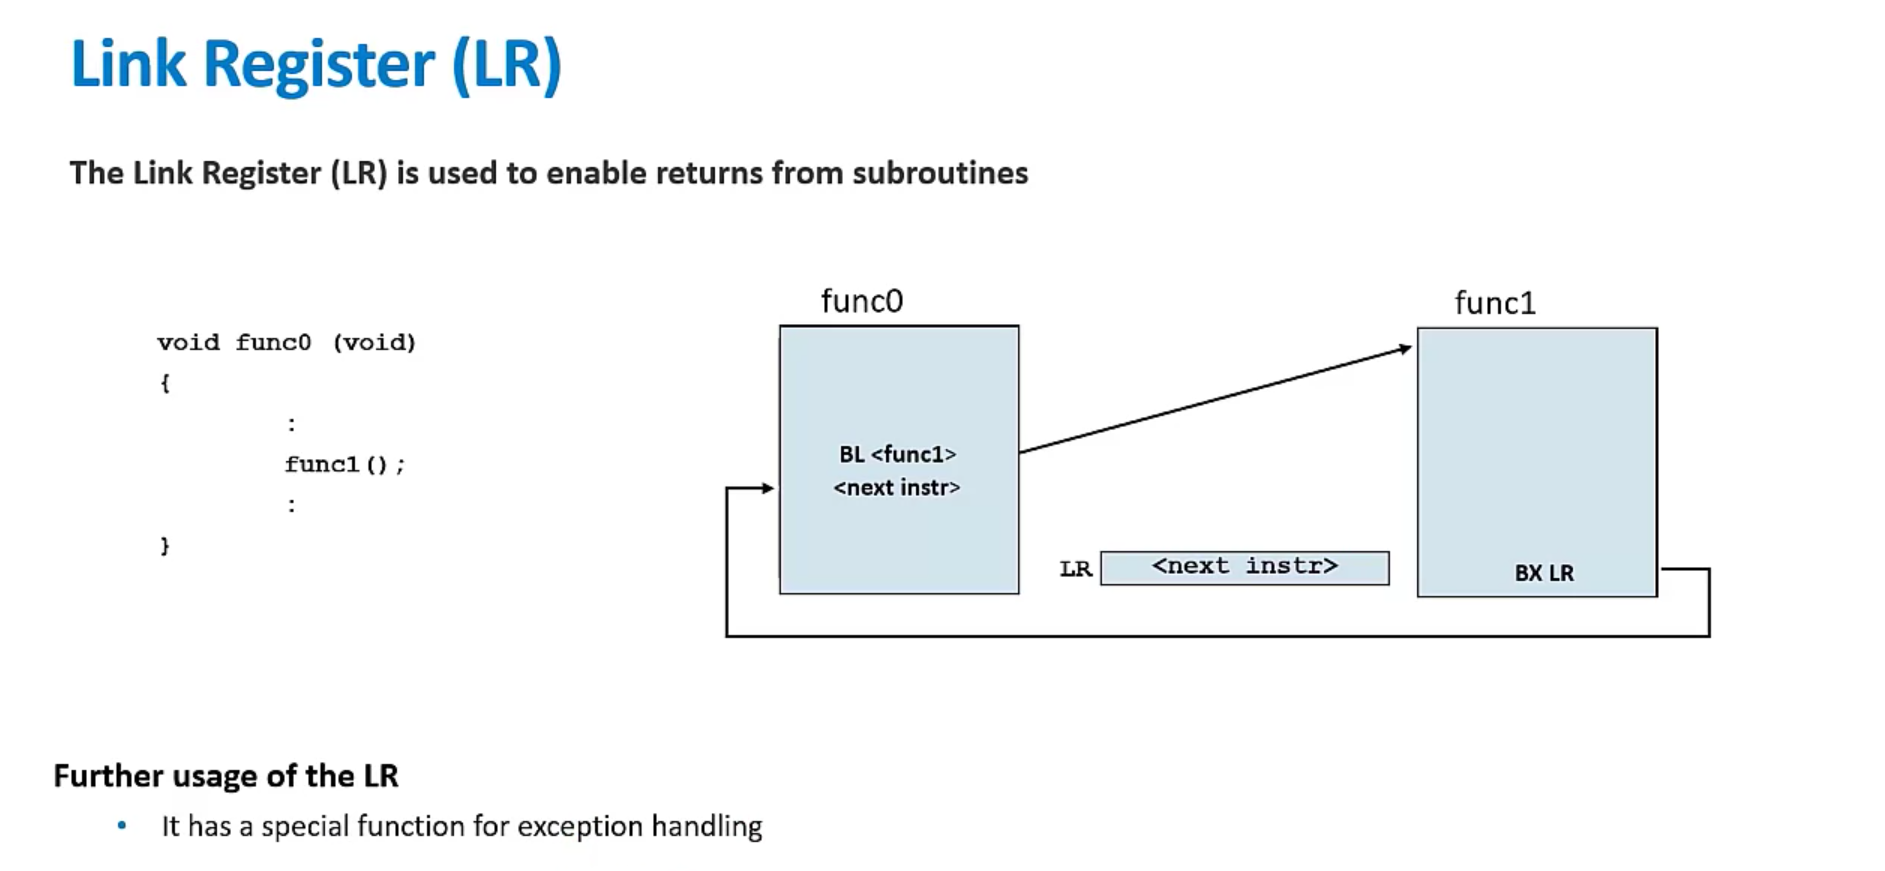 Link Register (LR)
The Link Register (LR) is used to enable returns from subroutines
void func0 (void)
{
:
func1();
:
}
func0
BL <func1>
<next instr>
LR <next instr>
func1
BX LR
Further usage of the LR
• It has a special function for exception handling